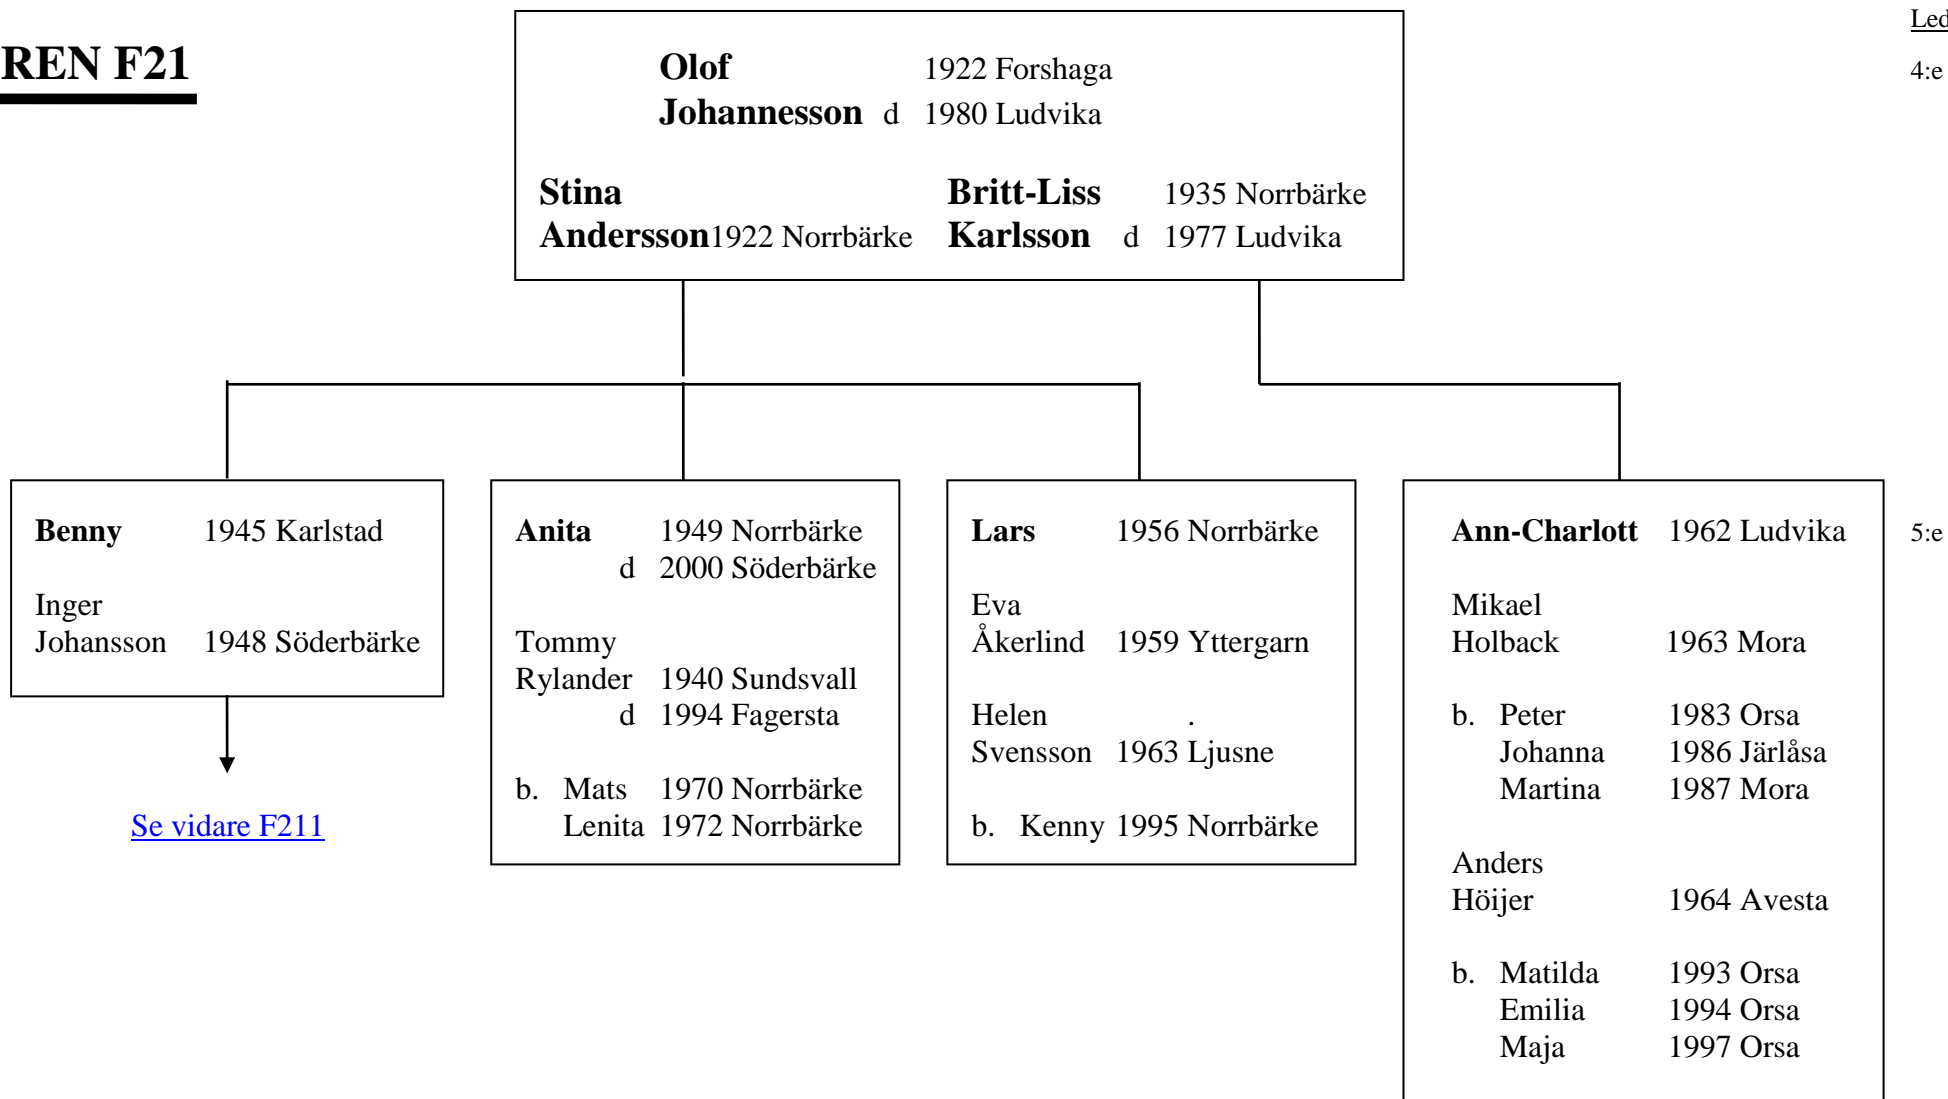 Led
REN F21
Olof 1922 Forshaga
4:e
Johannesson d 1980 Ludvika
Stina
Andersson 1922 Norrbärke
Britt-Liss 1935 Norrbärke
Karlsson d 1977 Ludvika
Benny 1945 Karlstad
Inger
Johansson 1948 Söderbärke
Se vidare F211
Anita 1949 Norrbärke
d 2000 Söderbärke
Tommy
Rylander 1940 Sundsvall
d 1994 Fagersta
b. Mats 1970 Norrbärke
Lenita 1972 Norrbärke
Lars 1956 Norrbärke
Eva
Åkerlind 1959 Yttergarn
Helen .
Svensson 1963 Ljusne
b. Kenny 1995 Norrbärke
Ann-Charlott 1962 Ludvika
Mikael
Holback 1963 Mora
b. Peter 1983 Orsa
Johanna 1986 Järlåsa
Martina 1987 Mora
Anders
Höijer 1964 Avesta
b. Matilda 1993 Orsa
Emilia 1994 Orsa
Maja 1997 Orsa
5:e